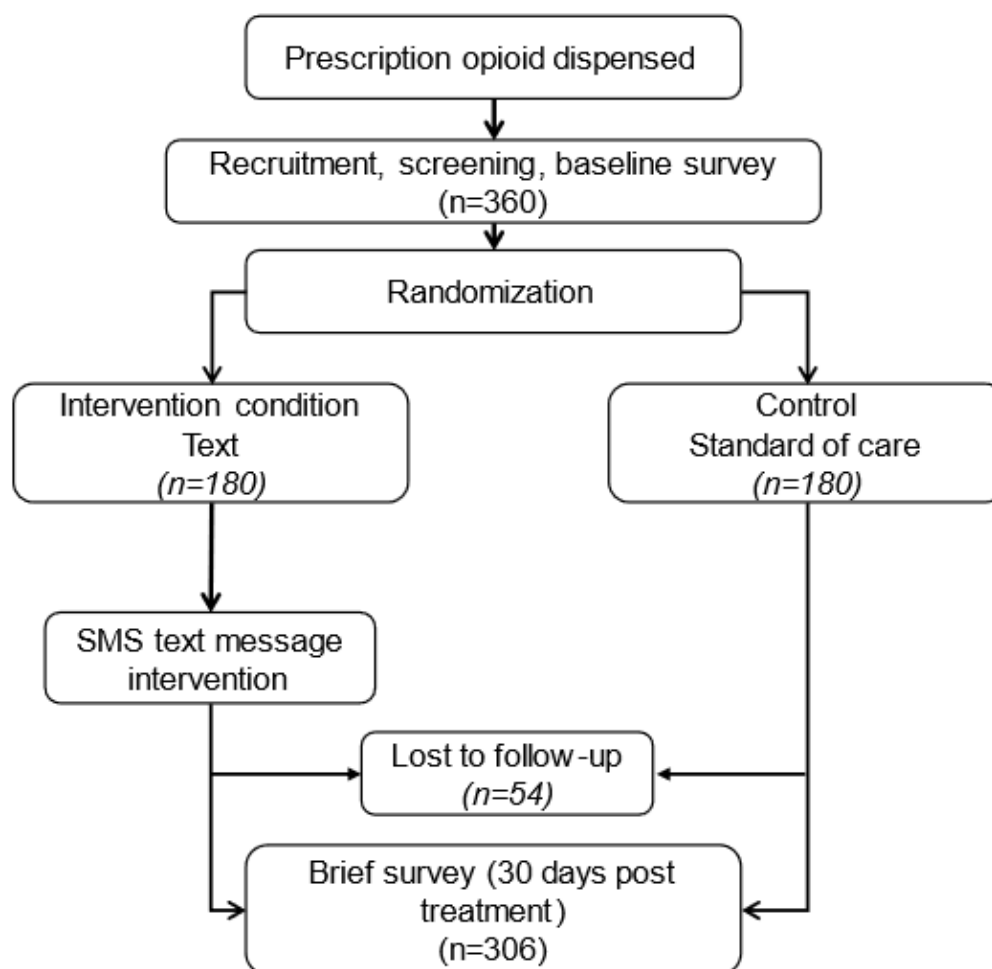 Prescription opioid dispensed
Recruitment, screening, baseline survey
(n=360)
Randomization
Intervention condition
Text
(n=180)
Control
Standard of care
(n=180)
SMS text message
intervention
Lost to follow-up
(n=54)
Brief survey (30 days post
treatment)
(n=306)